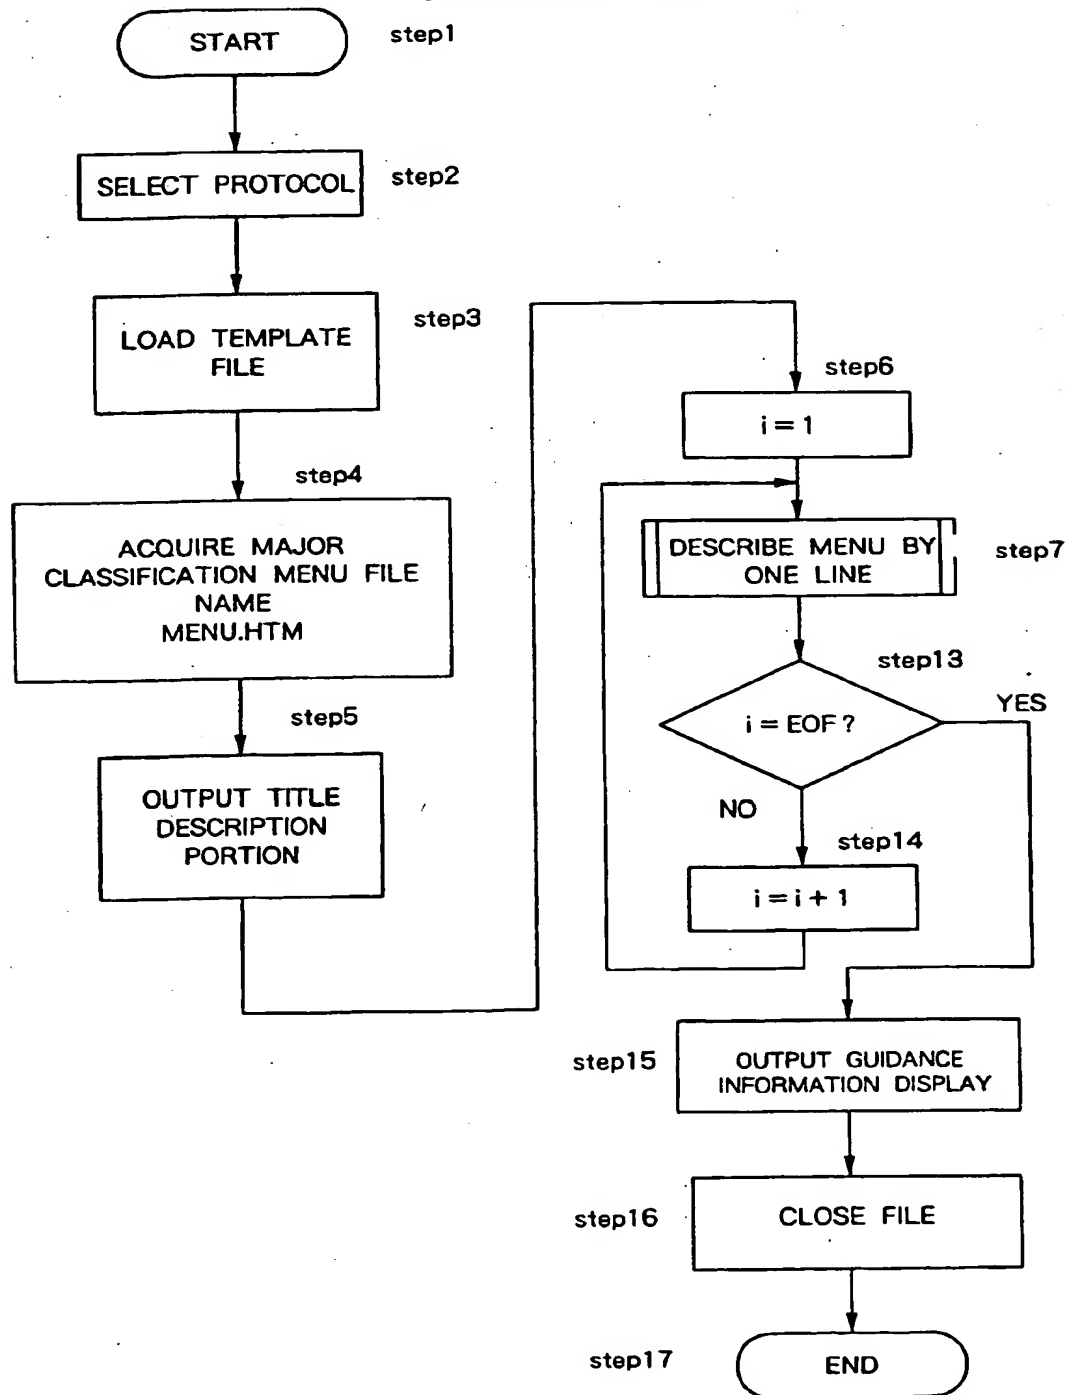 START
step1
SELECT PROTOCOL
step2
LOAD TEMPLATE
FILE
step3
step4
ACQUIRE MAJOR
CLASSIFICATION MENU FILE
NAME
MENU.HTM
step5
OUTPUT TITLE
DESCRIPTION
PORTION
step6
i = 1
DESCRIBE MENU BY
ONE LINE
step7
step13
i = EOF ?
YES
NO
step14
i = i + 1
step15
OUTPUT GUIDANCE
INFORMATION DISPLAY
step16
CLOSE FILE
step17
END